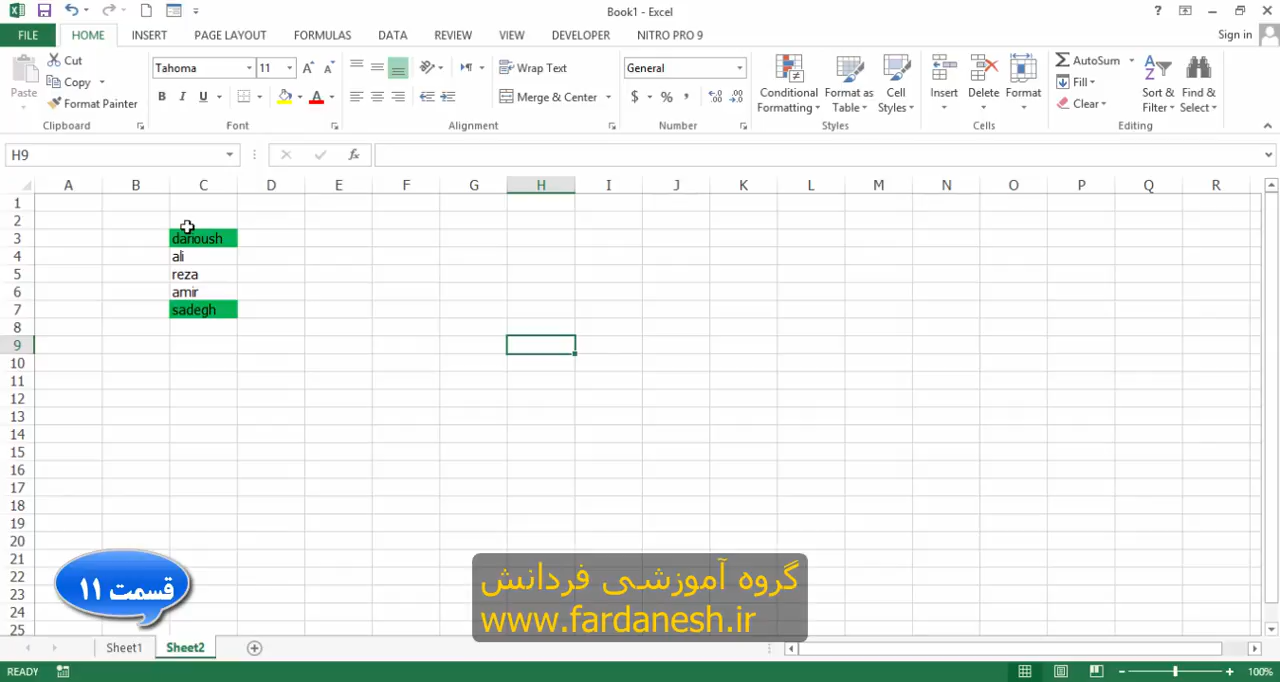 Book1 - Excel
FILE HOME INSERT PAGE LAYOUT FORMULAS DATA REVIEW VIEW DEVELOPER NITRO PRO 9 Sign in
Paste
Cut
Copy
Format Painter
Clipboard
Tahoma 11
B I U
Font
Wrap Text
Merge & Center
Alignment
General
$ % ,
Number
Conditional Formatting
Format as Table
Cell Styles
Styles
Insert Delete Format
Cells
AutoSum
Fill
Clear
Sort & Filter
Find & Select
Editing
H9 fx
A B C D E F G H I J K L M N O P Q R
1
2
3 darioush
4 ali
5 reza
6 amir
7 sadegh
8
9
10
11
12
13
14
15
16
17
18
19
20
21
22
23
24
25
قسمت ۱۱
گروه آموزشی فردانش
www.fardanesh.ir
Sheet1 Sheet2
READY 100%